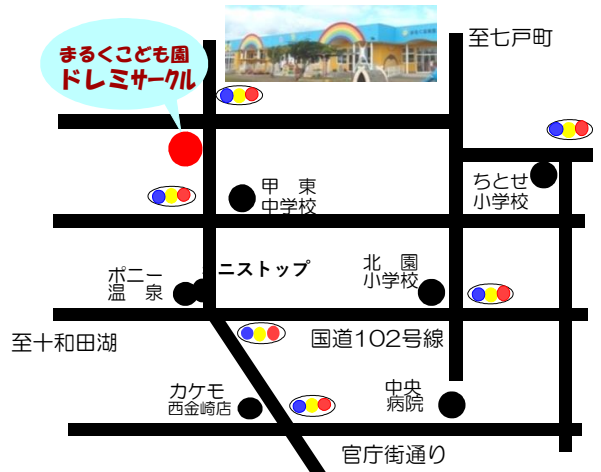 至七戸町
まるくこども園
ドレミサークル
ちとせ
小学校
甲 東
中学校
ニストップ
北 園
小学校
ポニー
温 泉
国道102号線
至十和田湖
カケモ
西金崎店
中央
病院
官庁街通り